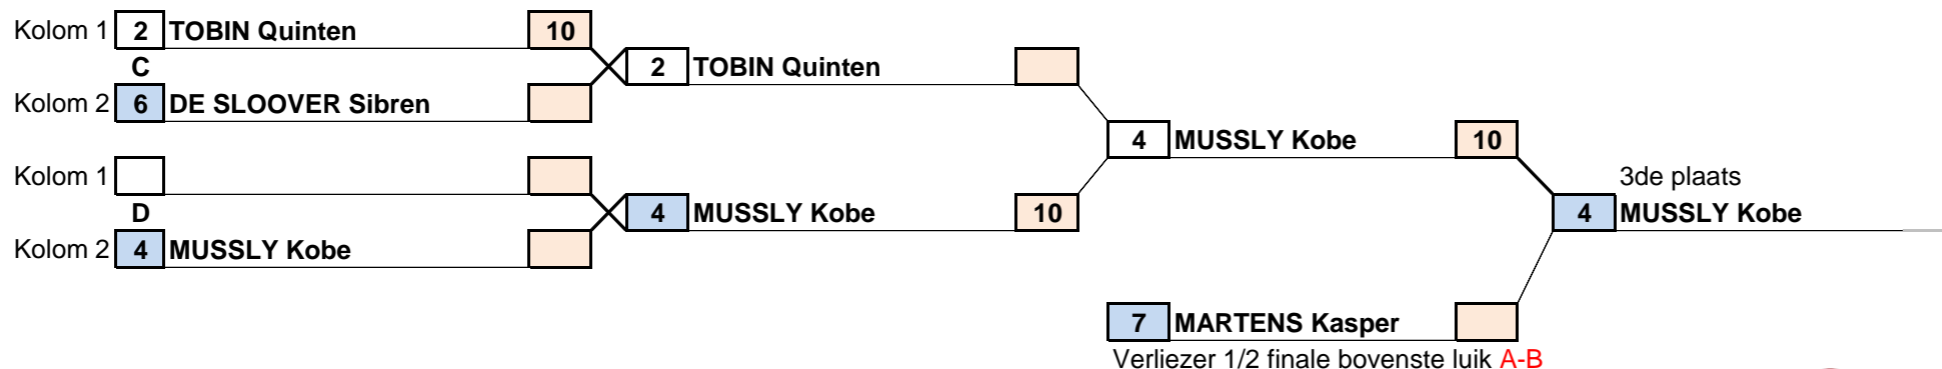 Kolom 1 2 TOBIN Quinten 10
C
2 TOBIN Quinten
Kolom 2 6 DE SLOOVER Sibren
4 MUSSLY Kobe 10
Kolom 1
3de plaats
D
4 MUSSLY Kobe 10
4 MUSSLY Kobe
Kolom 2 4 MUSSLY Kobe
7 MARTENS Kasper
Verliezer 1/2 finale bovenste luik A-B